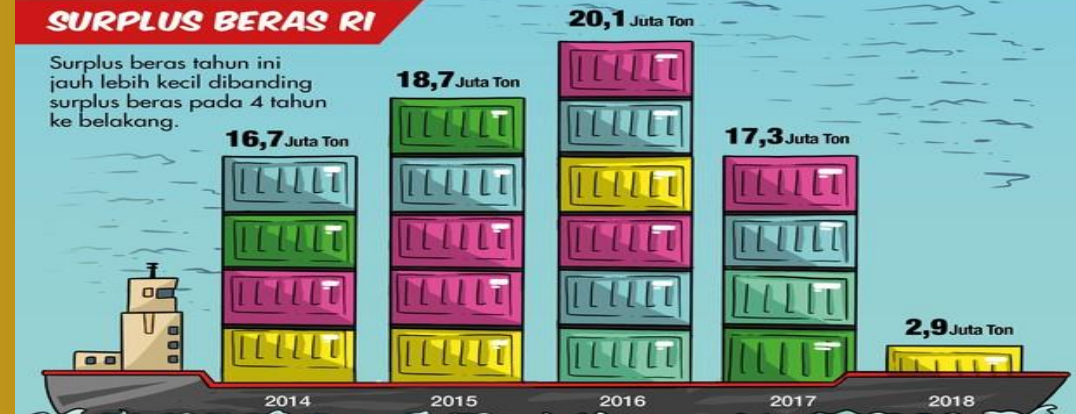 SURPLUS BERAS RI
Surplus beras tahun ini
jauh lebih kecil dibanding
surplus beras pada 4 tahun
ke belakang.
16,7 Juta Ton
18,7 Juta Ton
20,1 Juta Ton
17,3 Juta Ton
2,9 Juta Ton
2014
2015
2016
2017
2018